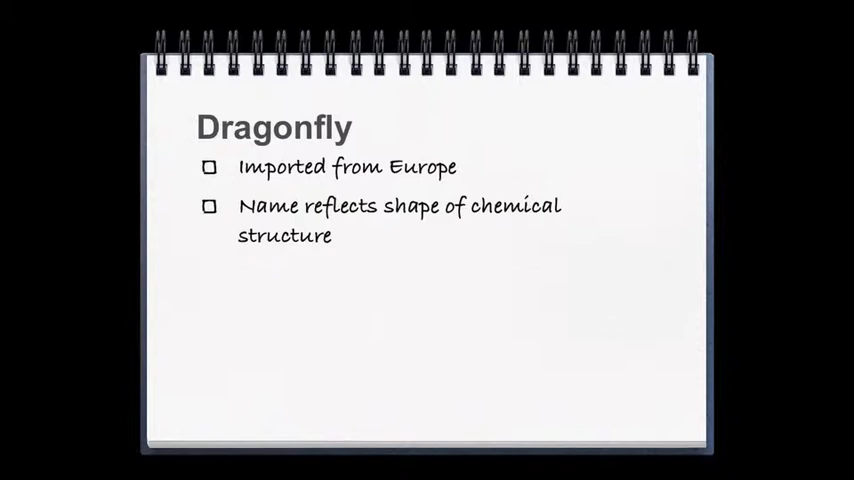 Dragonfly
Imported from Europe
Name reflects shape of chemical
structure